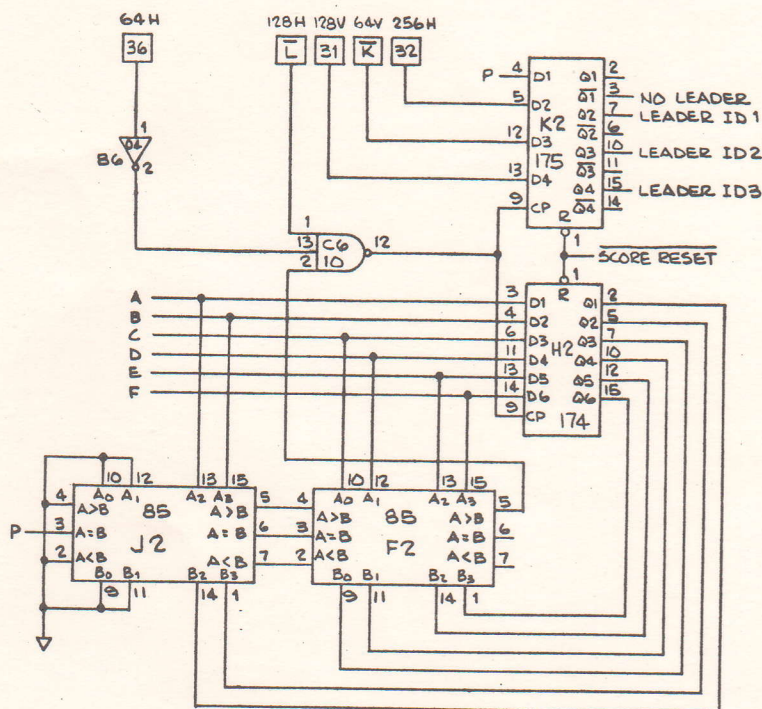 64H
128H 128V 64V 256H
36
L 31 K 32
P 4 D1 Q1 2
Q1 3 NO LEADER
5 D2 Q2 7 LEADER ID1
K2 Q2 6
12 D3 Q3 10 LEADER ID2
175 Q3 11
13 D4 Q4 15 LEADER ID3
9 CP Q4 14
R
1
1
B6 04
2
1
13 C6 12
2 10
SCORE RESET
1
R
A 3 D1 Q1 2
B 4 D2 Q2 5
C 6 D3 Q3 7
D 11 D4 H2 Q4 10
E 13 D5 Q5 12
F 14 D6 Q6 15
9 CP 174
10 12 13 15
A0 A1 A2 A3
4 A>B 85 A>B 5
P 3 A=B A=B 6
2 A<B J2 A<B 7
B0 B1 B2 B3
9 11 14 1
10 12 13 15
A0 A1 A2 A3
4 A>B 85 A>B 5
3 A=B A=B 6
2 A<B F2 A<B 7
B0 B1 B2 B3
9 11 14 1